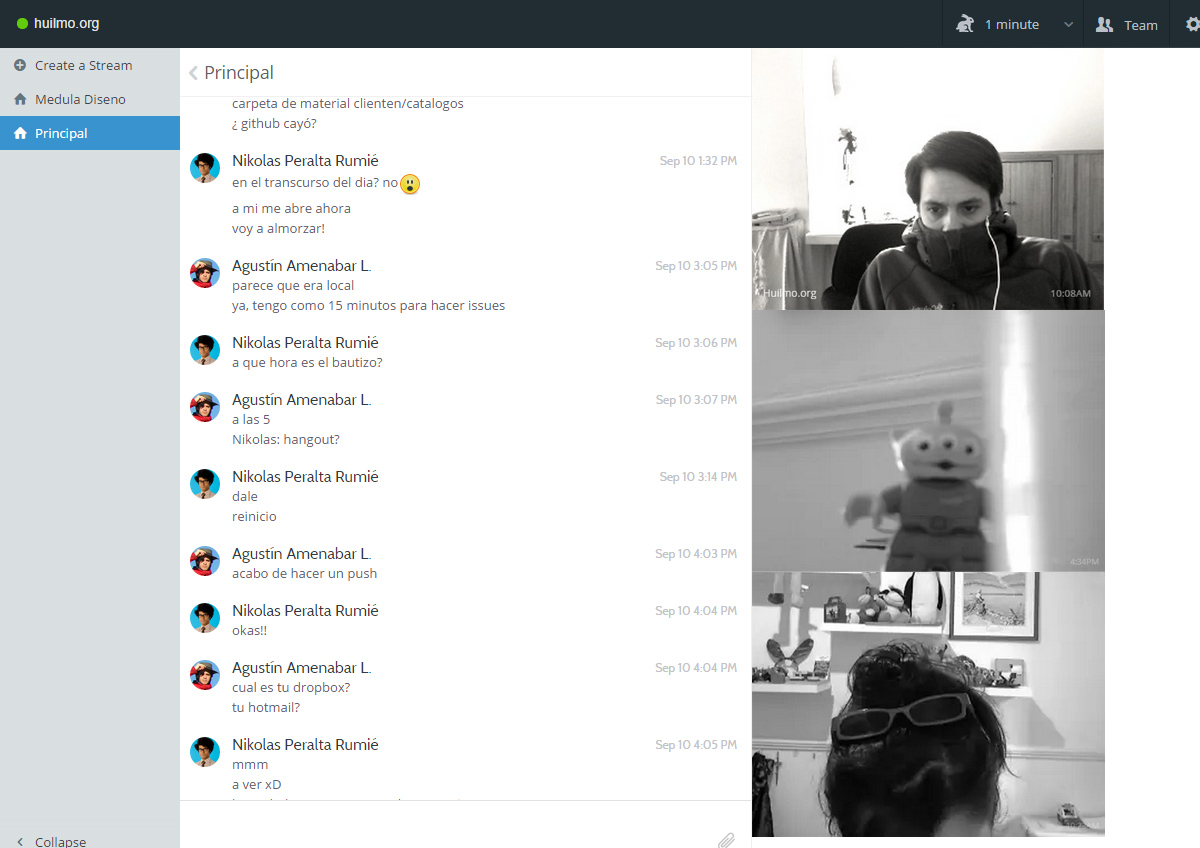 huilmo.org
1 minute
Team
Create a Stream
Medula Diseno
Principal
Collapse
Principal
carpeta de material clienten/catalogos
¿ github cayó?
Nikolas Peralta Rumié
Sep 10 1:32 PM
en el transcurso del dia? no
a mi me abre ahora
voy a almorzar!
Agustín Amenabar L.
Sep 10 3:05 PM
parece que era local
ya, tengo como 15 minutos para hacer issues
Nikolas Peralta Rumié
Sep 10 3:06 PM
a que hora es el bautizo?
Agustín Amenabar L.
Sep 10 3:07 PM
a las 5
Nikolas: hangout?
Nikolas Peralta Rumié
Sep 10 3:14 PM
dale
reinicio
Agustín Amenabar L.
Sep 10 4:03 PM
acabo de hacer un push
Nikolas Peralta Rumié
Sep 10 4:04 PM
okas!!
Agustín Amenabar L.
Sep 10 4:04 PM
cual es tu dropbox?
tu hotmail?
Nikolas Peralta Rumié
Sep 10 4:05 PM
mmm
a ver xD
Huilmo.org
10:08AM
4:34PM